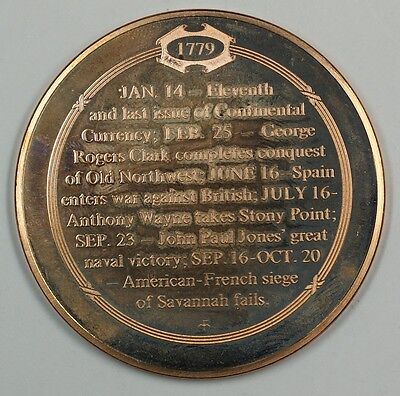 1779
JAN. 14 – Eleventh
and last issue of Continental
Currency; FEB. 25 – George
Rogers Clark completes conquest
of Old Northwest; JUNE 16–Spain
enters war against British; JULY 16-
Anthony Wayne takes Stony Point;
SEP. 23 – John Paul Jones' great
naval victory; SEP. 16-OCT. 20
– American-French siege
of Savannah fails.